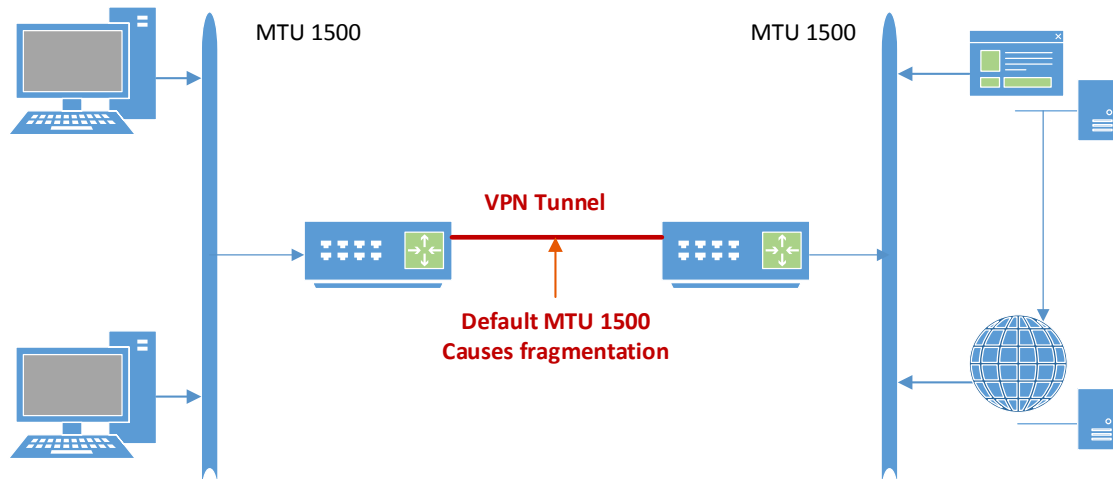 MTU 1500
MTU 1500
VPN Tunnel
Default MTU 1500
Causes fragmentation